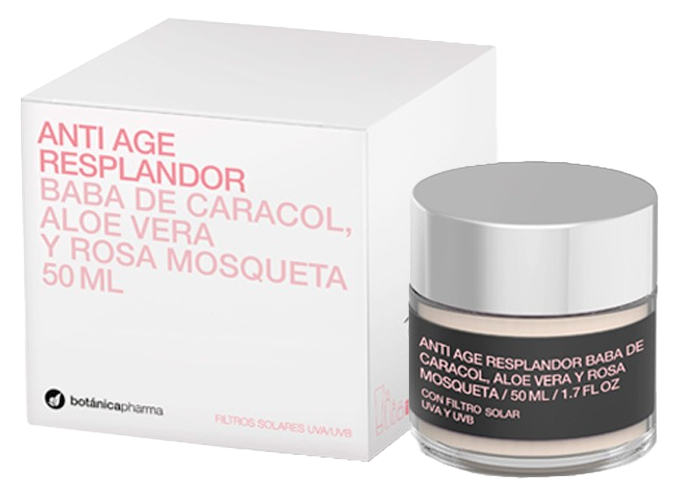 ANTI AGE
RESPLANDOR
BABA DE CARACOL,
ALOE VERA
Y ROSA MOSQUETA
50 ML
botánicapharma
FILTROS SOLARES UVA/UVB
ANTI AGE RESPLANDOR BABA DE
CARACOL, ALOE VERA Y ROSA
MOSQUETA / 50 ML / 1.7 FL OZ
CON FILTRO SOLAR
UVA Y UVB